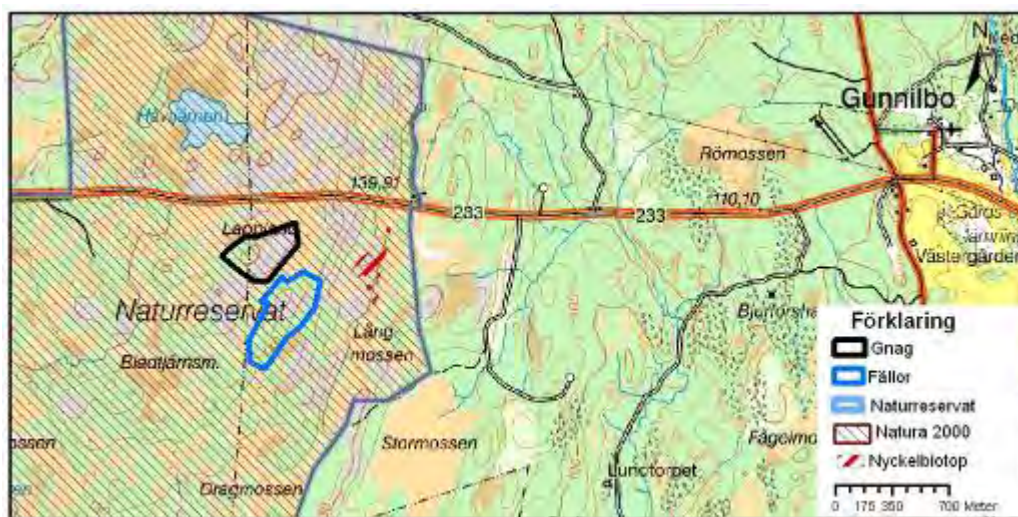 N
Gunnilbo
Römossen
139,91
233
233
110,10
Västergården
Naturreservat
Lång
mossen
Stormossen
Dragmossen
Förklaring
Gnag
Fällor
Naturreservat
Natura 2000
Nyckelbiotop
0 175 350 700 Meter